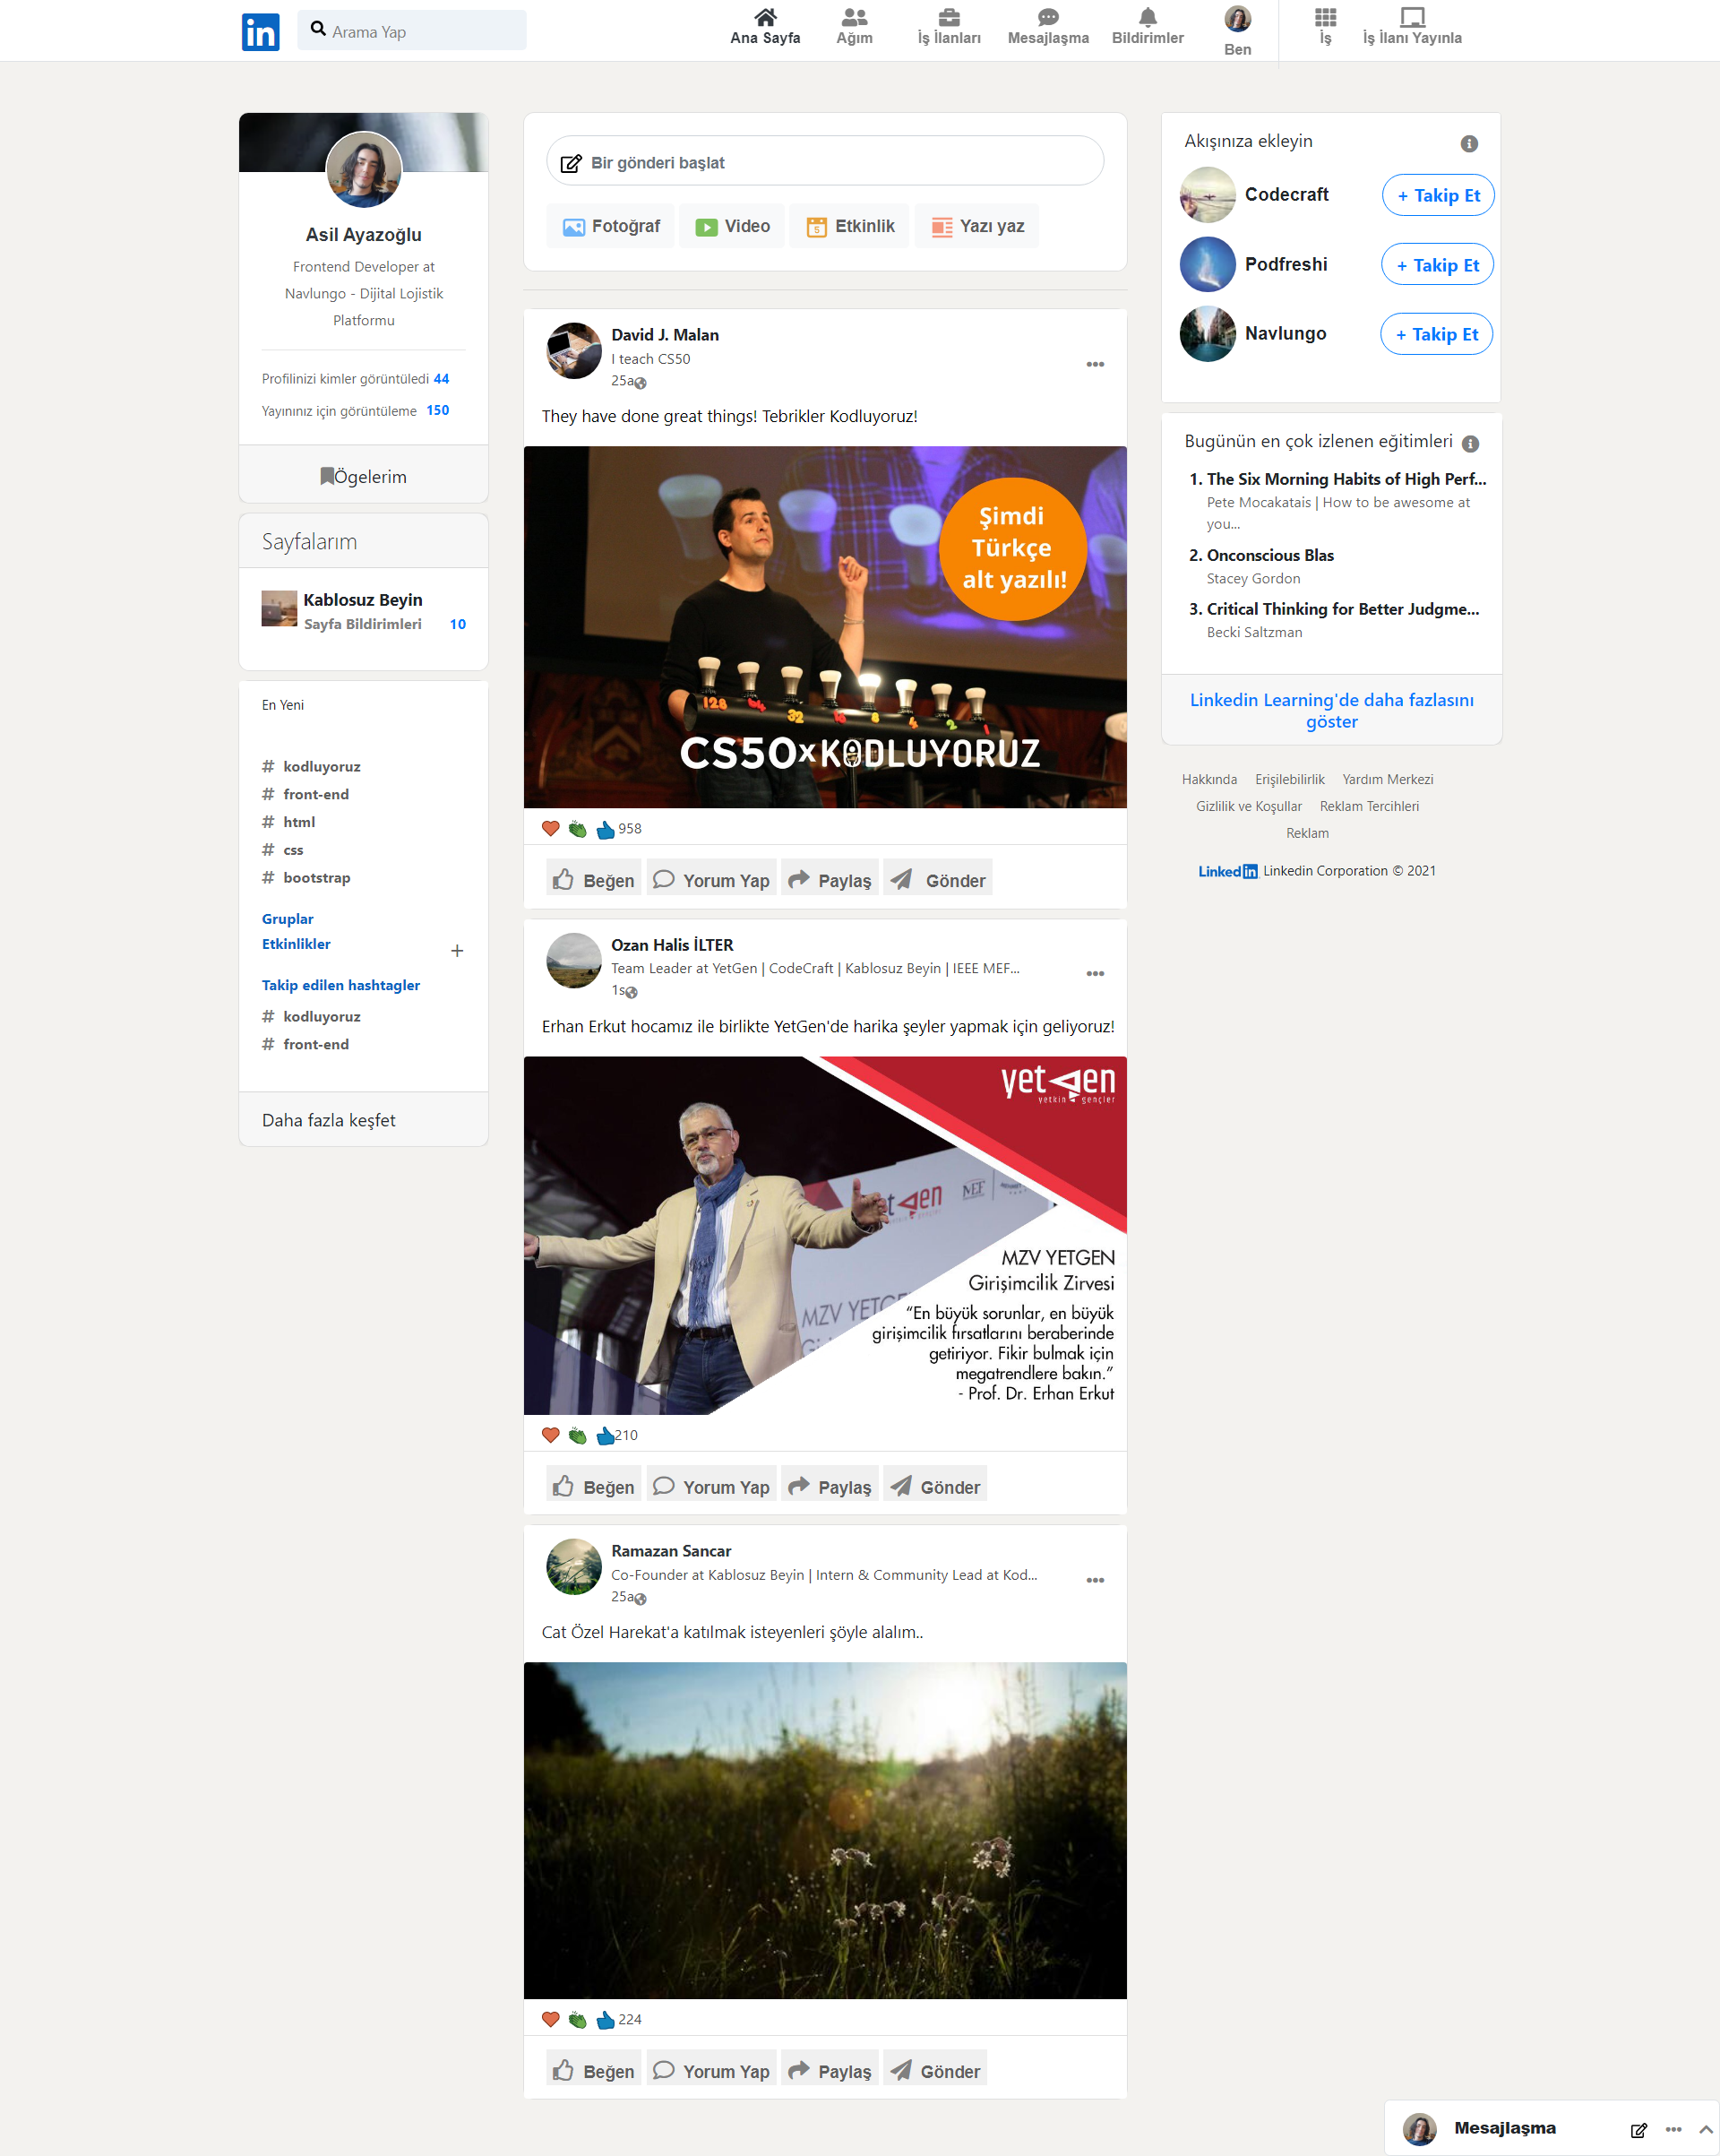 in
Arama Yap
Ana Sayfa
Ağım
İş İlanları
Mesajlaşma
Bildirimler
Ben
İş
İş İlanı Yayınla
Asil Ayazoğlu
Frontend Developer at
Navlungo - Dijital Lojistik
Platformu
Profilinizi kimler görüntüledi 44
Yayınınız için görüntüleme 150
Ögelerim
Sayfalarım
Kablosuz Beyin
Sayfa Bildirimleri 10
En Yeni
# kodluyoruz
# front-end
# html
# css
# bootstrap
Gruplar
Etkinlikler
+
Takip edilen hashtagler
# kodluyoruz
# front-end
Daha fazla keşfet
Bir gönderi başlat
Fotoğraf
Video
5
Etkinlik
Yazı yaz
David J. Malan
I teach CS50
25a
They have done great things! Tebrikler Kodluyoruz!
Şimdi
Türkçe
alt yazılı!
128 64 32 16 8 4 2 1
CS50xKODLUYORUZ
958
Beğen
Yorum Yap
Paylaş
Gönder
Ozan Halis İLTER
Team Leader at YetGen | CodeCraft | Kablosuz Beyin | IEEE MEF...
1s
Erhan Erkut hocamız ile birlikte YetGen'de harika şeyler yapmak için geliyoruz!
yetgen
yetkin gençler
MEF
MZV YETGEN
Girişimcilik Zirvesi
“En büyük sorunlar, en büyük
girişimcilik fırsatlarını beraberinde
getiriyor. Fikir bulmak için
megatrendlere bakın.”
- Prof. Dr. Erhan Erkut
210
Beğen
Yorum Yap
Paylaş
Gönder
Ramazan Sancar
Co-Founder at Kablosuz Beyin | Intern & Community Lead at Kod...
25a
Cat Özel Harekat'a katılmak isteyenleri şöyle alalım..
224
Beğen
Yorum Yap
Paylaş
Gönder
Akışınıza ekleyin
Codecraft
+ Takip Et
Podfreshi
+ Takip Et
Navlungo
+ Takip Et
Bugünün en çok izlenen eğitimleri
1. The Six Morning Habits of High Perf...
Pete Mocakatais | How to be awesome at
you...
2. Onconscious Blas
Stacey Gordon
3. Critical Thinking for Better Judgme...
Becki Saltzman
Linkedin Learning'de daha fazlasını
göster
Hakkında Erişilebilirlik Yardım Merkezi
Gizlilik ve Koşullar Reklam Tercihleri
Reklam
Linkedin Linkedin Corporation © 2021
Mesajlaşma